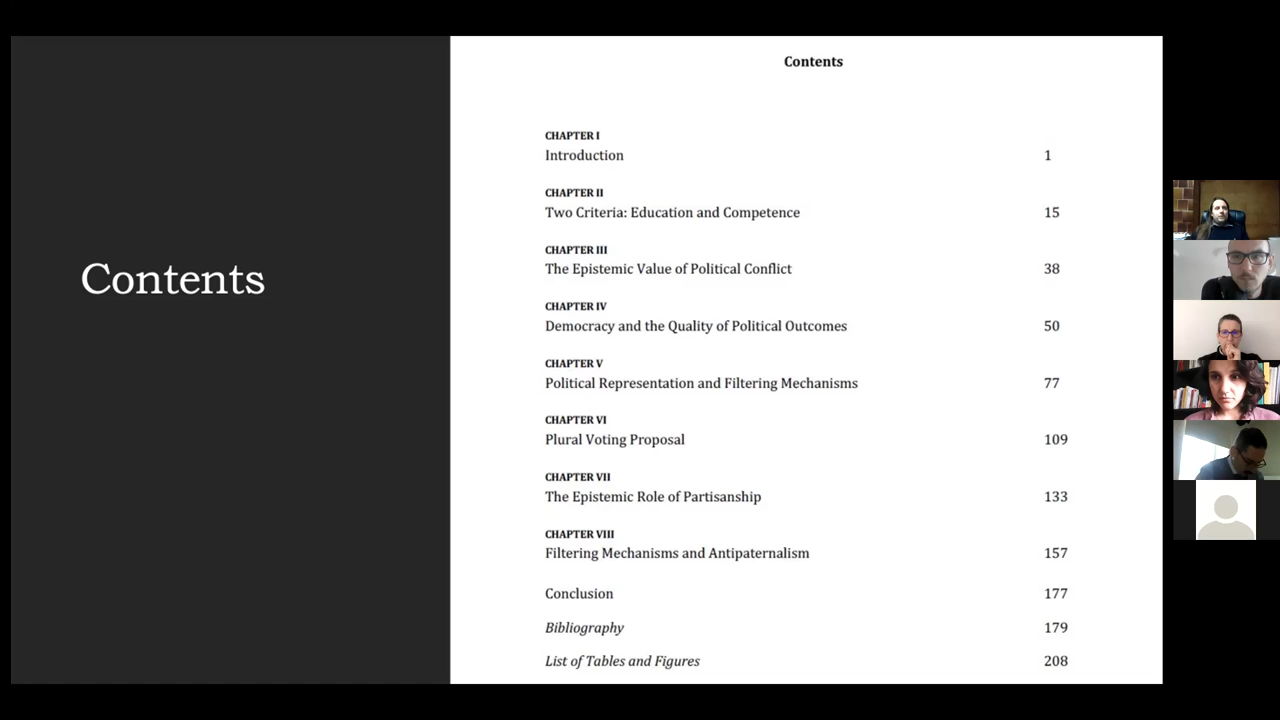 Contents
Contents
CHAPTER I
Introduction 1
CHAPTER II
Two Criteria: Education and Competence 15
CHAPTER III
The Epistemic Value of Political Conflict 38
CHAPTER IV
Democracy and the Quality of Political Outcomes 50
CHAPTER V
Political Representation and Filtering Mechanisms 77
CHAPTER VI
Plural Voting Proposal 109
CHAPTER VII
The Epistemic Role of Partisanship 133
CHAPTER VIII
Filtering Mechanisms and Antipaternalism 157
Conclusion 177
Bibliography 179
List of Tables and Figures 208